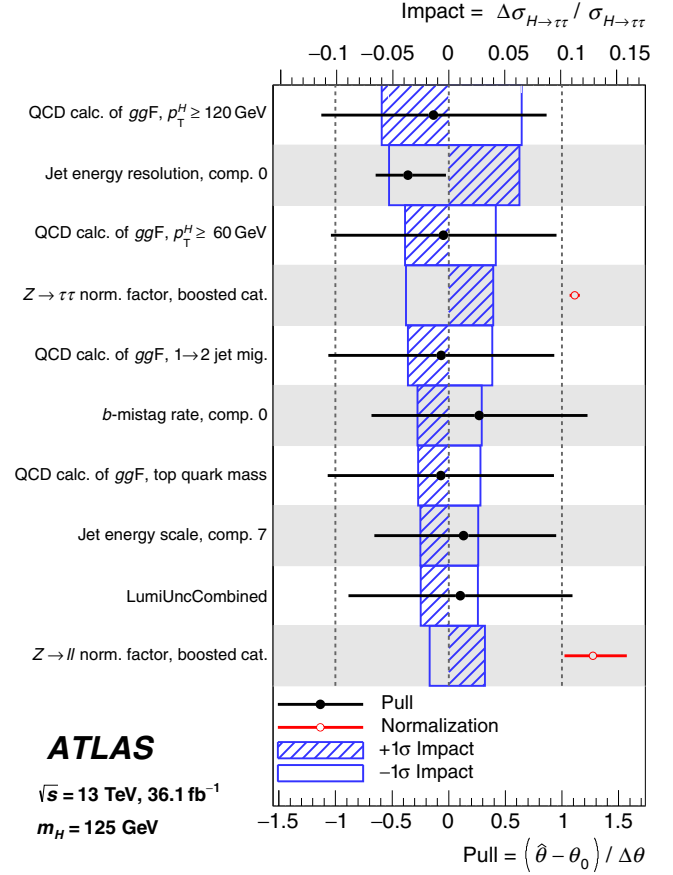 Impact = Δσ_{H→ττ} / σ_{H→ττ}
−0.1 −0.05 0 0.05 0.1 0.15
QCD calc. of ggF, p_T^H ≥ 120 GeV
Jet energy resolution, comp. 0
QCD calc. of ggF, p_T^H ≥ 60 GeV
Z → ττ norm. factor, boosted cat.
QCD calc. of ggF, 1→2 jet mig.
b-mistag rate, comp. 0
QCD calc. of ggF, top quark mass
Jet energy scale, comp. 7
LumiUncCombined
Z → ll norm. factor, boosted cat.
Pull
Normalization
+1σ Impact
−1σ Impact
ATLAS
√s = 13 TeV, 36.1 fb⁻¹
m_H = 125 GeV
−1.5 −1 −0.5 0 0.5 1 1.5
Pull = (θ̂ − θ₀) / Δθ